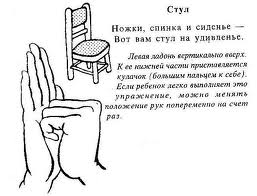 Стул
Ножки, спинка и сиденье —
Вот вам стул на удивленье.
Левая ладонь вертикально вверх.
К ее нижней части приставляется
кулачок (большим пальцем к себе).
Если ребенок легко выполняет это
упражнение, можно менять
положение рук попеременно на счет
раз.